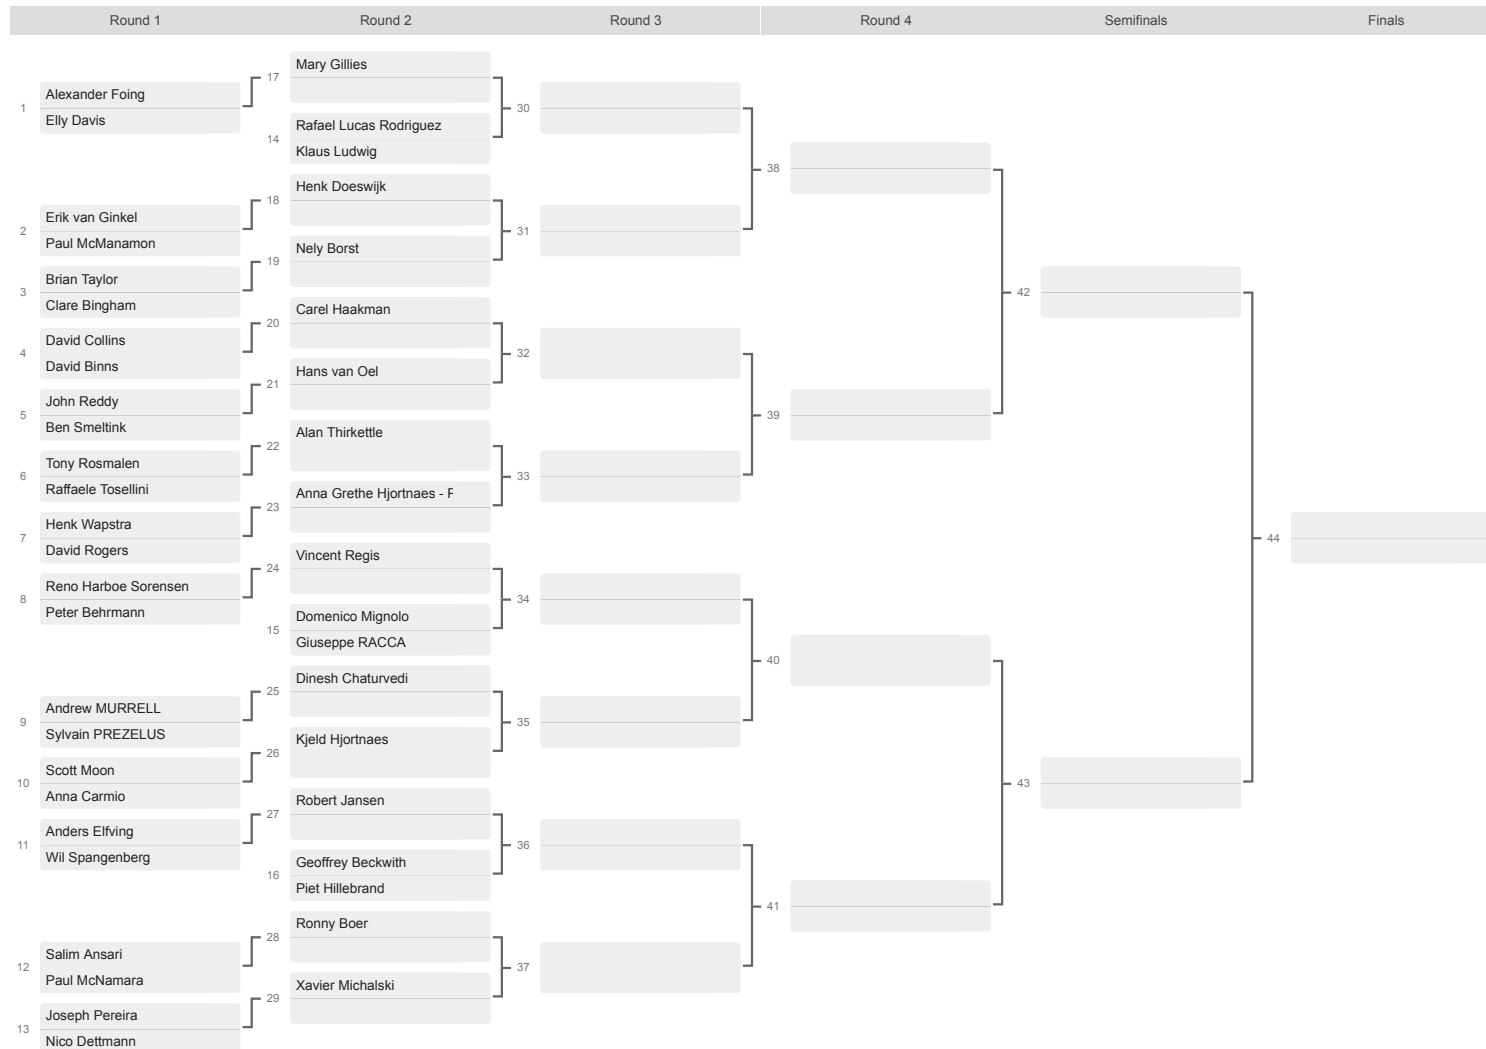 Round 1
Round 2
Round 3
Round 4
Semifinals
Finals
1
Alexander Foing
Elly Davis
2
Erik van Ginkel
Paul McManamon
3
Brian Taylor
Clare Bingham
4
David Collins
David Binns
5
John Reddy
Ben Smeltink
6
Tony Rosmalen
Raffaele Tosellini
7
Henk Wapstra
David Rogers
8
Reno Harboe Sorensen
Peter Behrmann
9
Andrew MURRELL
Sylvain PREZELUS
10
Scott Moon
Anna Carmio
11
Anders Elfving
Wil Spangenberg
12
Salim Ansari
Paul McNamara
13
Joseph Pereira
Nico Dettmann
17
Mary Gillies
14
Rafael Lucas Rodriguez
Klaus Ludwig
18
Henk Doeswijk
19
Nely Borst
20
Carel Haakman
21
Hans van Oel
22
Alan Thirkettle
23
Anna Grethe Hjortnaes - F
24
Vincent Regis
15
Domenico Mignolo
Giuseppe RACCA
25
Dinesh Chaturvedi
26
Kjeld Hjortnaes
27
Robert Jansen
16
Geoffrey Beckwith
Piet Hillebrand
28
Ronny Boer
29
Xavier Michalski
30
31
32
33
34
35
36
37
38
39
40
41
42
43
44